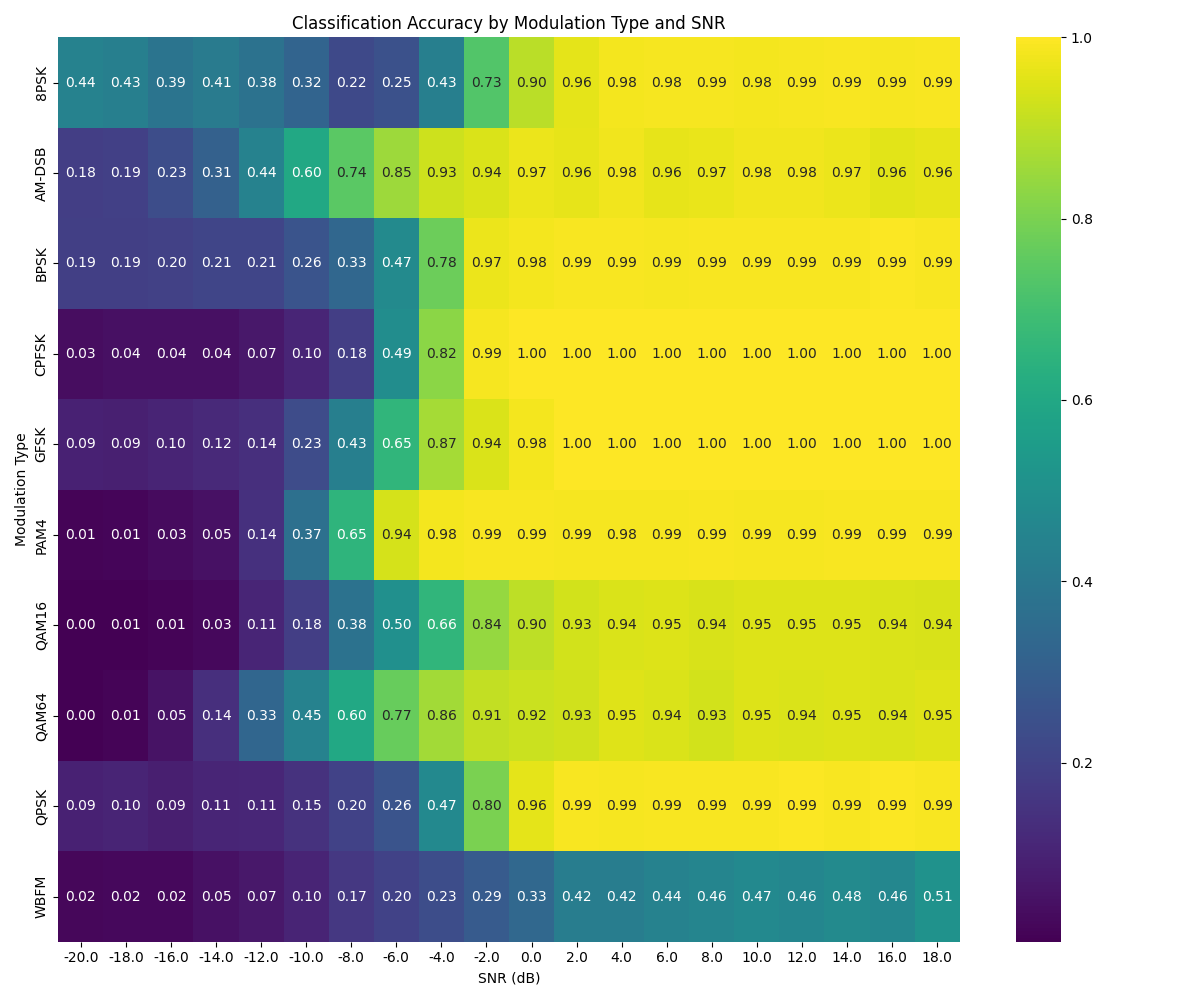 Classification Accuracy by Modulation Type and SNR
Modulation Type
8PSK 0.44 0.43 0.39 0.41 0.38 0.32 0.22 0.25 0.43 0.73 0.90 0.96 0.98 0.98 0.99 0.98 0.99 0.99 0.99 0.99
AM-DSB 0.18 0.19 0.23 0.31 0.44 0.60 0.74 0.85 0.93 0.94 0.97 0.96 0.98 0.96 0.97 0.98 0.98 0.97 0.96 0.96
BPSK 0.19 0.19 0.20 0.21 0.21 0.26 0.33 0.47 0.78 0.97 0.98 0.99 0.99 0.99 0.99 0.99 0.99 0.99 0.99 0.99
CPFSK 0.03 0.04 0.04 0.04 0.07 0.10 0.18 0.49 0.82 0.99 1.00 1.00 1.00 1.00 1.00 1.00 1.00 1.00 1.00 1.00
GFSK 0.09 0.09 0.10 0.12 0.14 0.23 0.43 0.65 0.87 0.94 0.98 1.00 1.00 1.00 1.00 1.00 1.00 1.00 1.00 1.00
PAM4 0.01 0.01 0.03 0.05 0.14 0.37 0.65 0.94 0.98 0.99 0.99 0.99 0.98 0.99 0.99 0.99 0.99 0.99 0.99 0.99
QAM16 0.00 0.01 0.01 0.03 0.11 0.18 0.38 0.50 0.66 0.84 0.90 0.93 0.94 0.95 0.94 0.95 0.95 0.95 0.94 0.94
QAM64 0.00 0.01 0.05 0.14 0.33 0.45 0.60 0.77 0.86 0.91 0.92 0.93 0.95 0.94 0.93 0.95 0.94 0.95 0.94 0.95
QPSK 0.09 0.10 0.09 0.11 0.11 0.15 0.20 0.26 0.47 0.80 0.96 0.99 0.99 0.99 0.99 0.99 0.99 0.99 0.99 0.99
WBFM 0.02 0.02 0.02 0.05 0.07 0.10 0.17 0.20 0.23 0.29 0.33 0.42 0.42 0.44 0.46 0.47 0.46 0.48 0.46 0.51
-20.0 -18.0 -16.0 -14.0 -12.0 -10.0 -8.0 -6.0 -4.0 -2.0 0.0 2.0 4.0 6.0 8.0 10.0 12.0 14.0 16.0 18.0
SNR (dB)
1.0
0.8
0.6
0.4
0.2